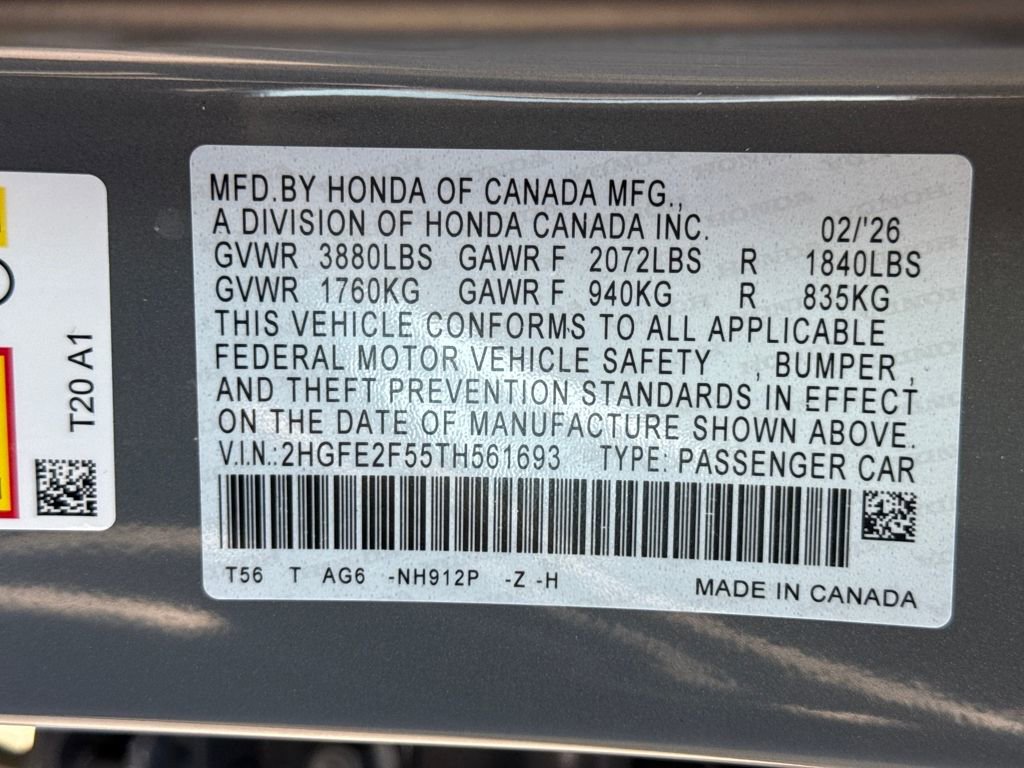 MFD.BY HONDA OF CANADA MFG.,
A DIVISION OF HONDA CANADA INC. 02/'26
GVWR 3880LBS GAWR F 2072LBS R 1840LBS
GVWR 1760KG GAWR F 940KG R 835KG
THIS VEHICLE CONFORMS TO ALL APPLICABLE
FEDERAL MOTOR VEHICLE SAFETY , BUMPER ,
AND THEFT PREVENTION STANDARDS IN EFFECT
ON THE DATE OF MANUFACTURE SHOWN ABOVE.
V.I.N.:2HGFE2F55TH561693 TYPE: PASSENGER CAR
T56 T AG6 -NH912P -Z -H MADE IN CANADA
T20 A1